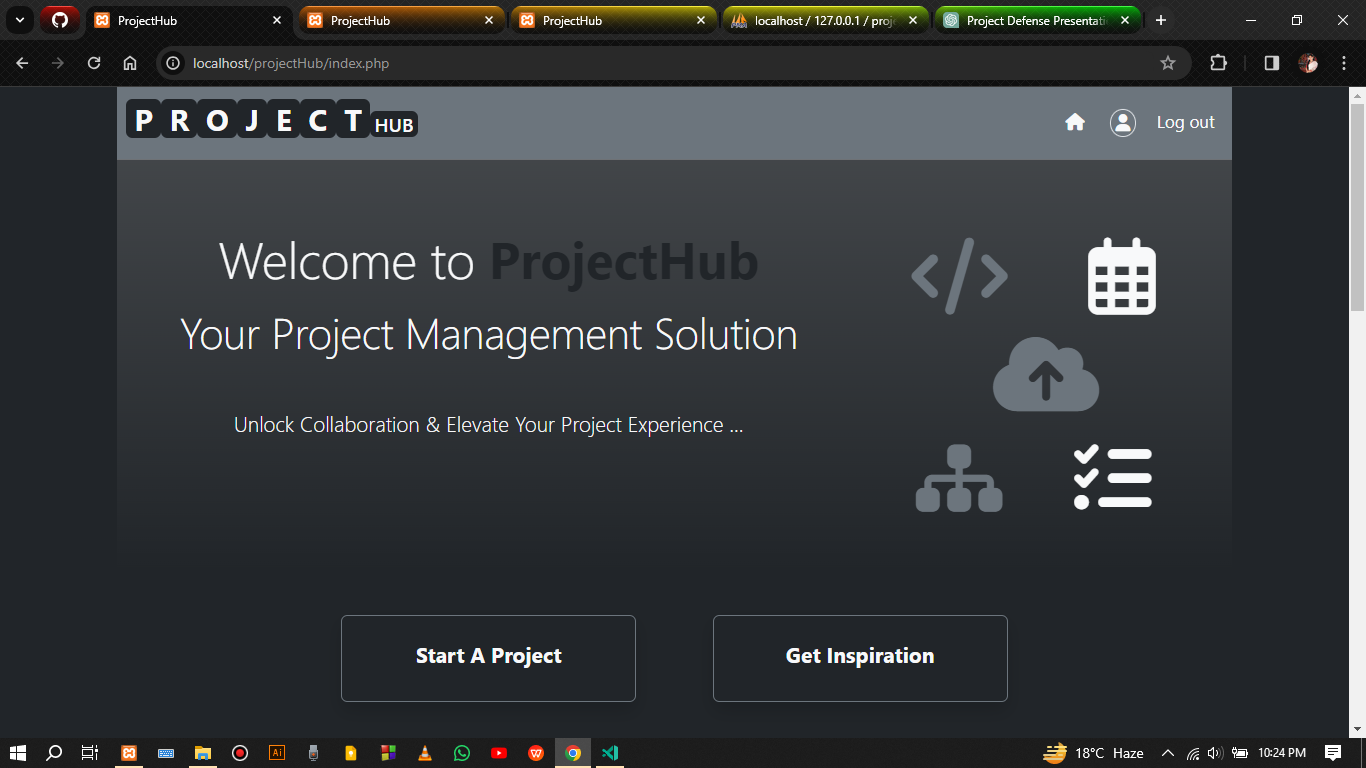 ProjectHub
ProjectHub
ProjectHub
localhost / 127.0.0.1 / proj
Project Defense Presentati
localhost/projectHub/index.php
PROJECT HUB
Log out
Welcome to ProjectHub
Your Project Management Solution
Unlock Collaboration & Elevate Your Project Experience ...
Start A Project
Get Inspiration
Ai
18°C Haze
10:24 PM